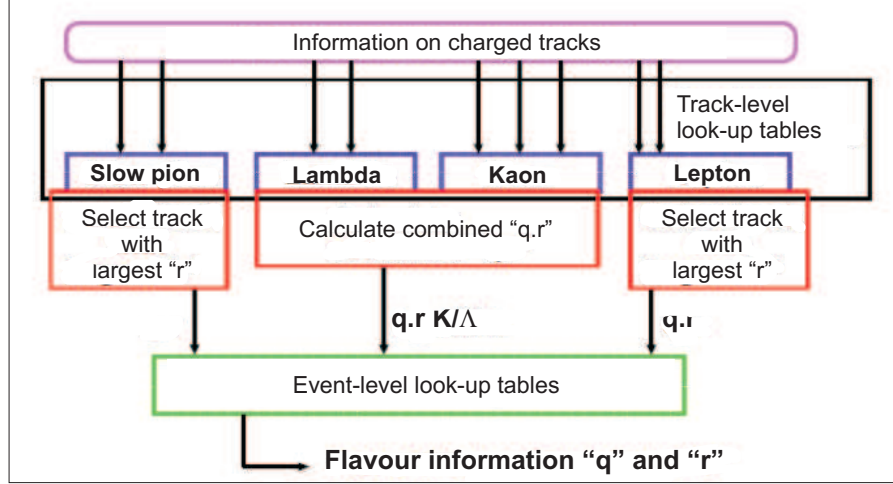 Information on charged tracks
Track-level
look-up tables
Slow pion
Lambda
Kaon
Lepton
Select track
with
largest “r”
Calculate combined “q.r”
Select track
with
largest “r”
q.r K/Λ
q.r
Event-level look-up tables
Flavour information “q” and “r”